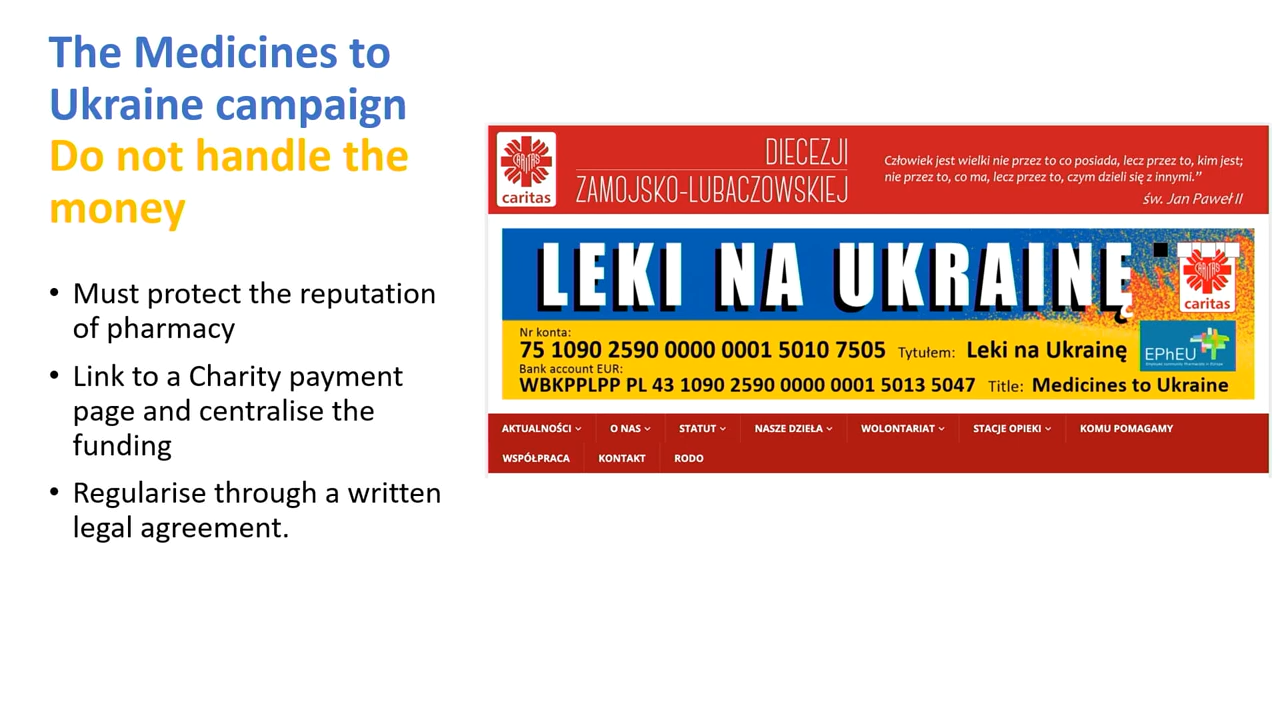 The Medicines to
Ukraine campaign
Do not handle the
money
• Must protect the reputation
of pharmacy
• Link to a Charity payment
page and centralise the
funding
• Regularise through a written
legal agreement.
CARITAS
caritas
DIECEZJI
ZAMOJSKO-LUBACZOWSKIEJ
Człowiek jest wielki nie przez to co posiada, lecz przez to, kim jest;
nie przez to, co ma, lecz przez to, czym dzieli się z innymi.”
św. Jan Paweł II
LEKI NA UKRAINĘ
CARITAS
caritas
Nr konta:
75 1090 2590 0000 0001 5010 7505 Tytułem: Leki na Ukrainę
Bank account EUR:
WBKPPLPP PL 43 1090 2590 0000 0001 5013 5047 Title: Medicines to Ukraine
EPhEU
AKTUALNOŚCI O NAS STATUT NASZE DZIEŁA WOLONTARIAT STACJE OPIEKI KOMU POMAGAMY
WSPÓŁPRACA KONTAKT RODO